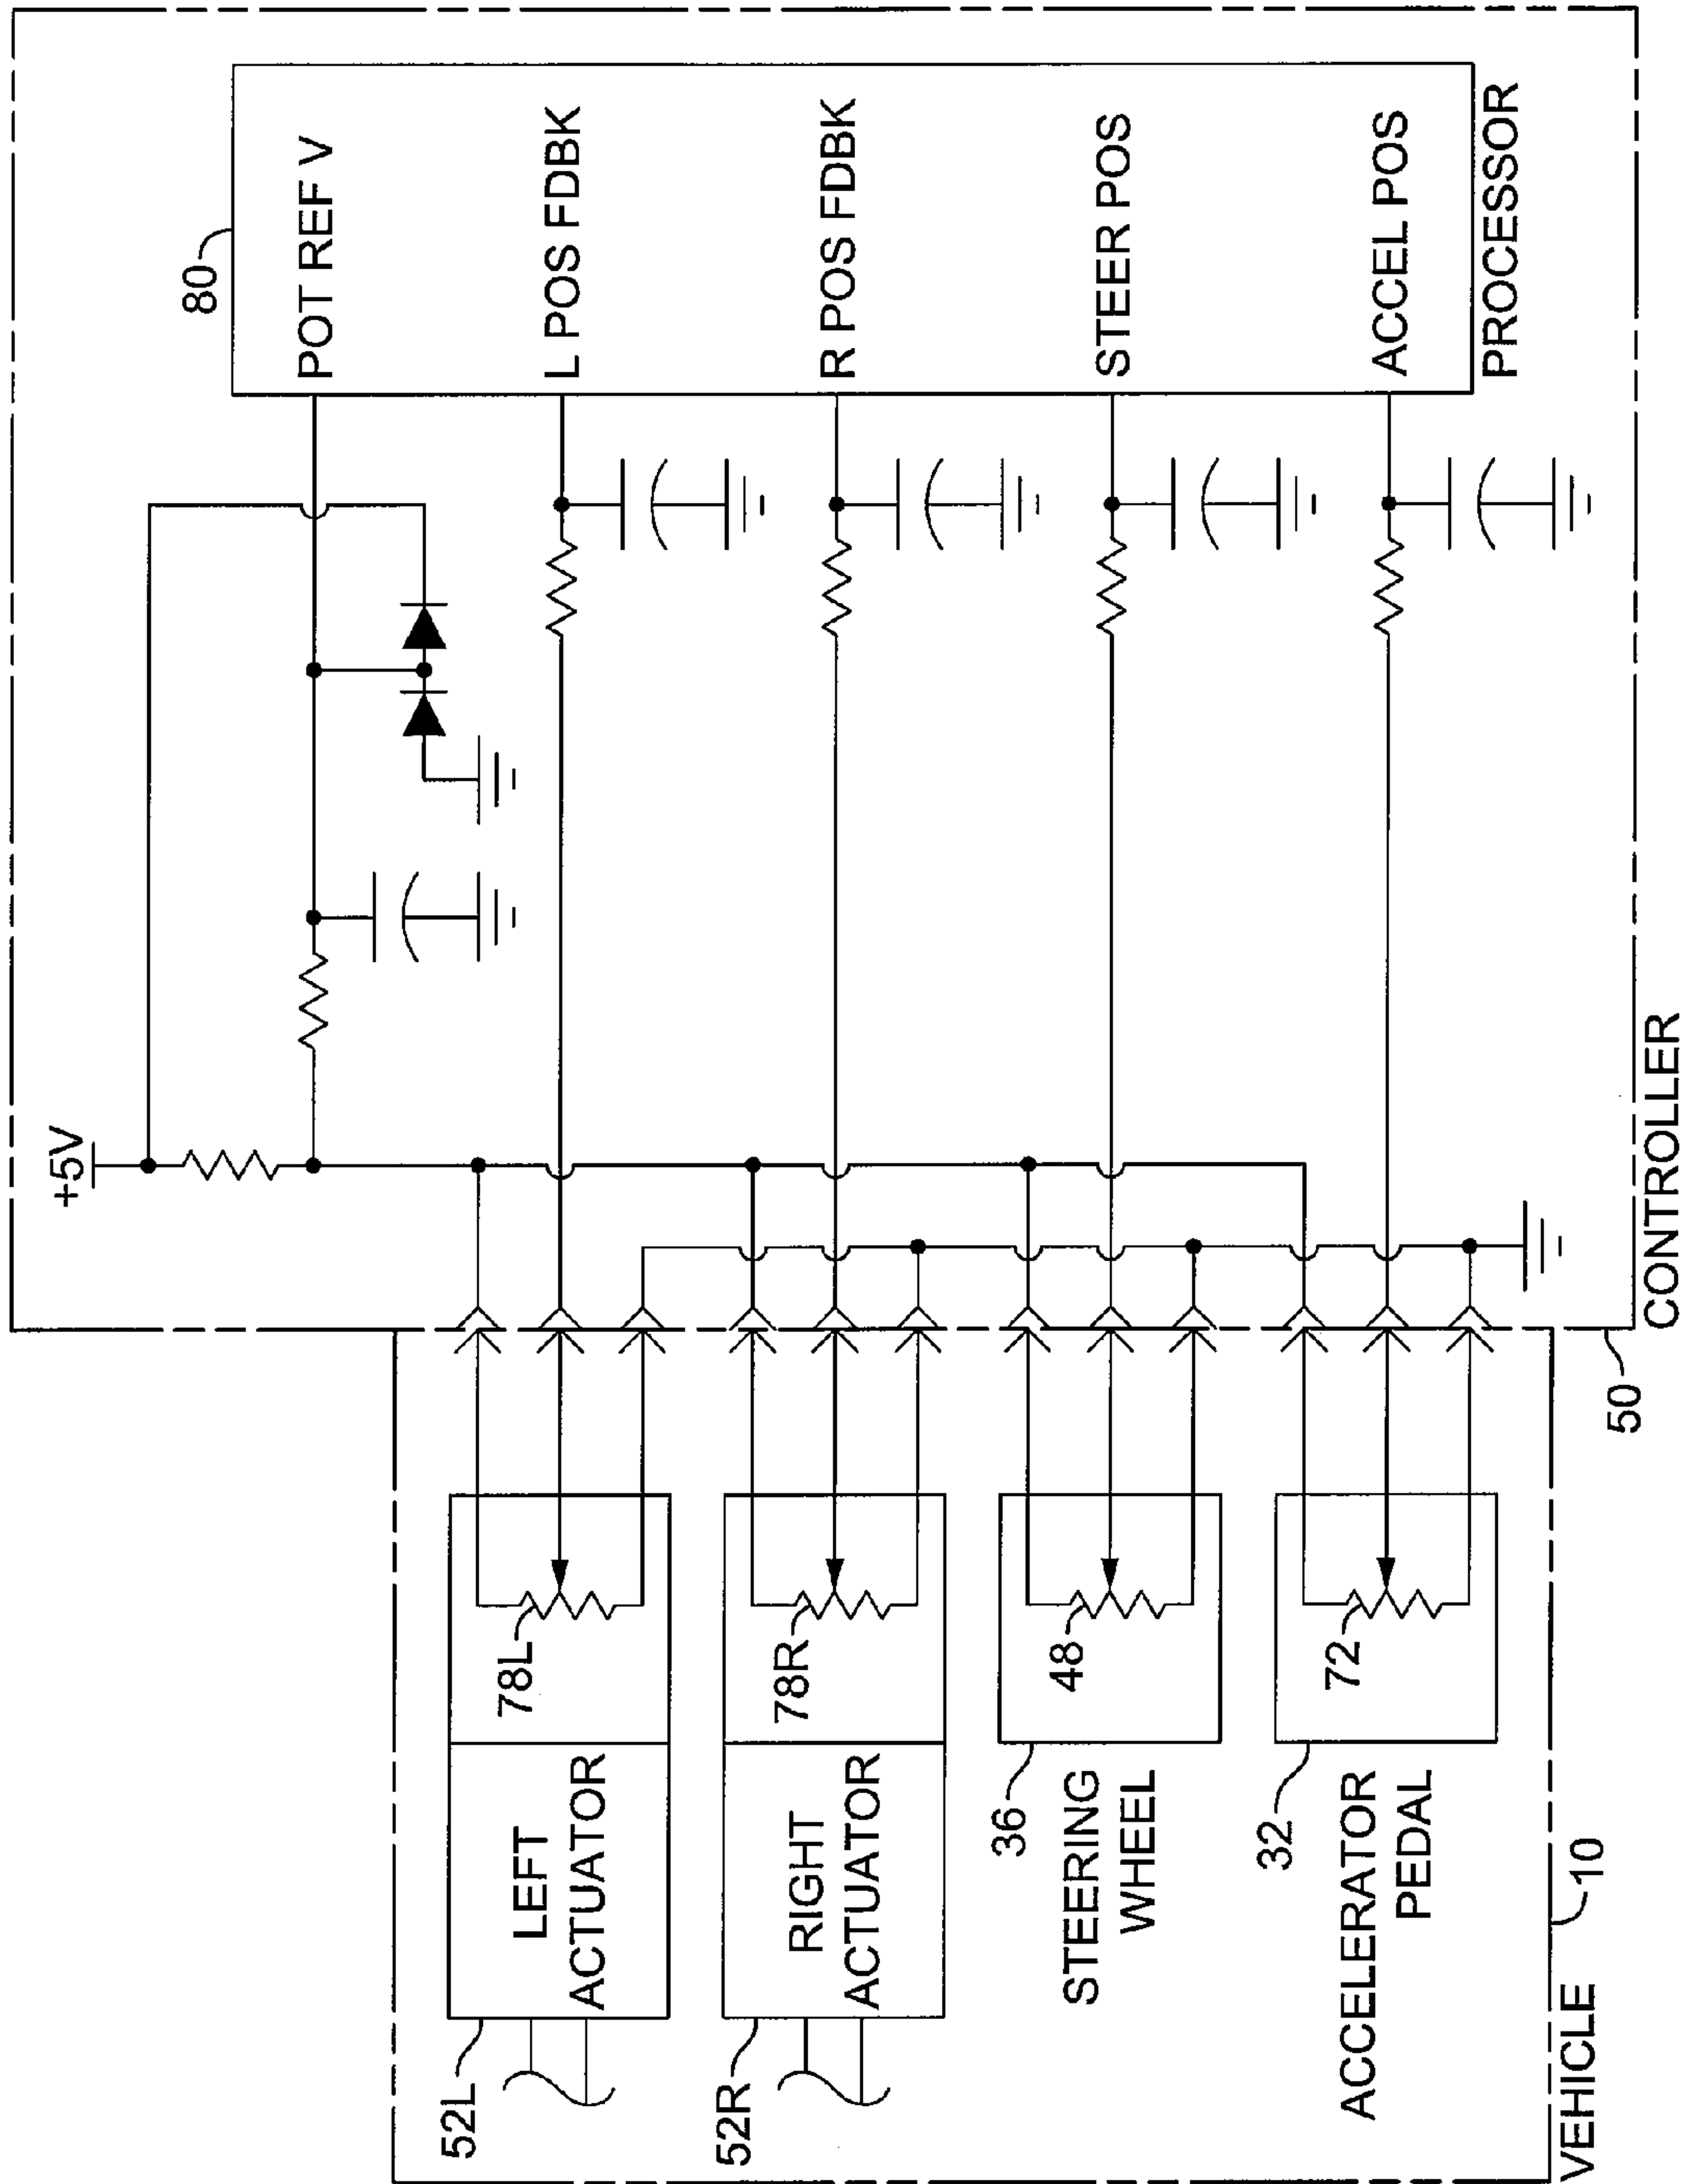 +5V
80
POT REF V
L POS FDBK
R POS FDBK
STEER POS
ACCEL POS
PROCESSOR
CONTROLLER
50
52L
LEFT
ACTUATOR
78L
52R
RIGHT
ACTUATOR
78R
STEERING
WHEEL
36
48
ACCELERATOR
PEDAL
32
72
VEHICLE
10